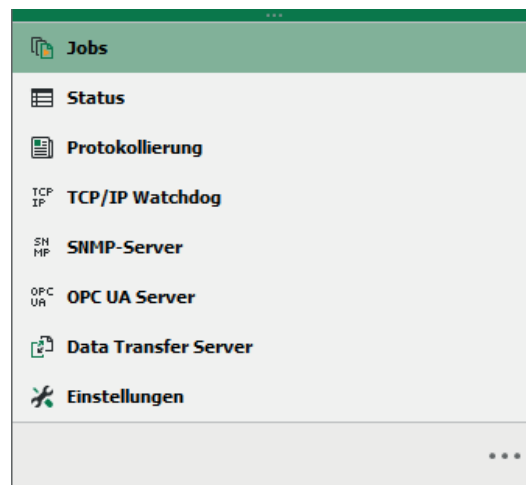 Jobs
Status
Protokollierung
TCP IP TCP/IP Watchdog
SN MP SNMP-Server
OPC UA OPC UA Server
Data Transfer Server
Einstellungen